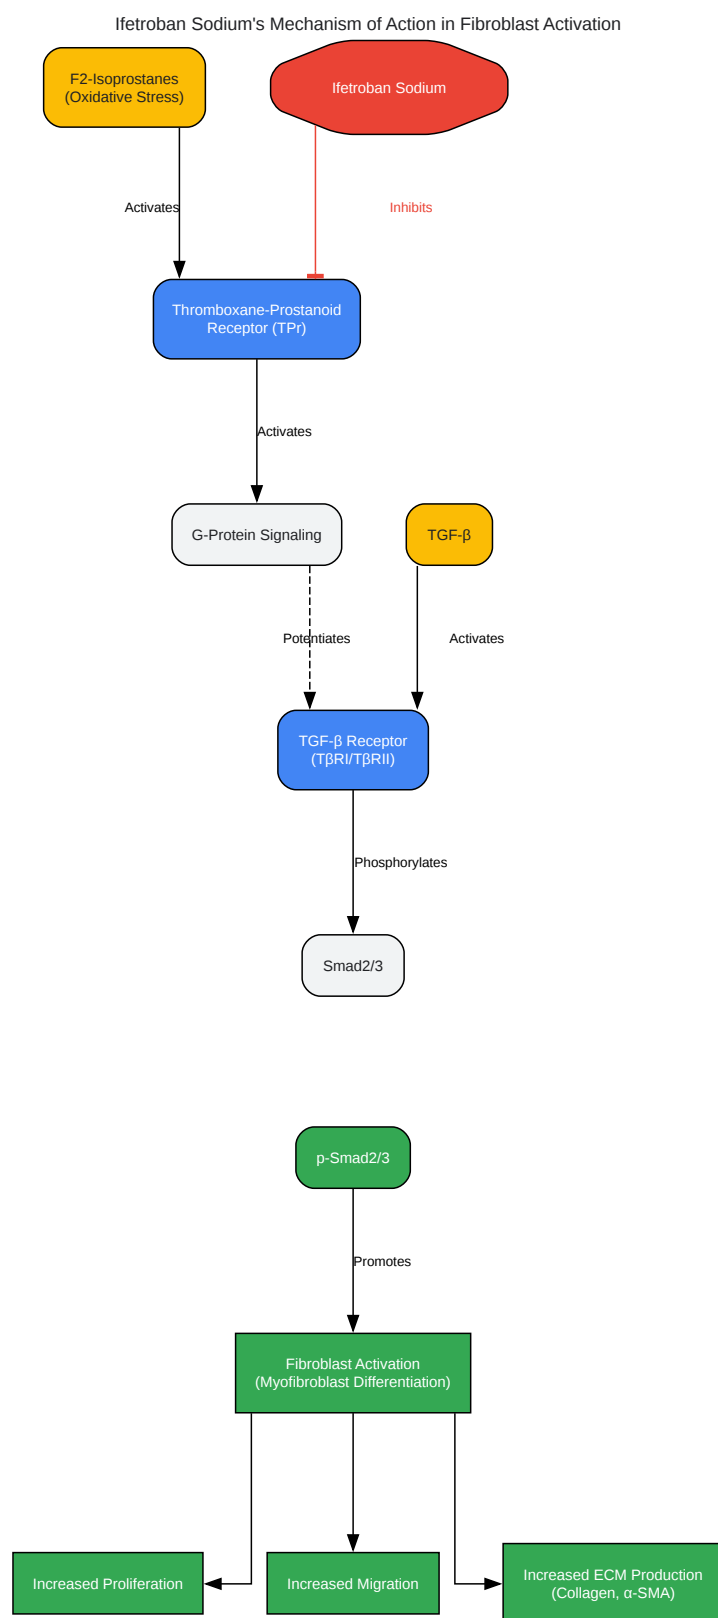 Ifetroban Sodium's Mechanism of Action in Fibroblast Activation
F2-Isoprostanes
(Oxidative Stress)
Ifetroban Sodium
Activates
Inhibits
Thromboxane-Prostanoid
Receptor (TPr)
Activates
G-Protein Signaling
TGF-β
Potentiates
Activates
TGF-β Receptor
(TβRI/TβRII)
Phosphorylates
Smad2/3
p-Smad2/3
Promotes
Fibroblast Activation
(Myofibroblast Differentiation)
Increased Proliferation
Increased Migration
Increased ECM Production
(Collagen, α-SMA)